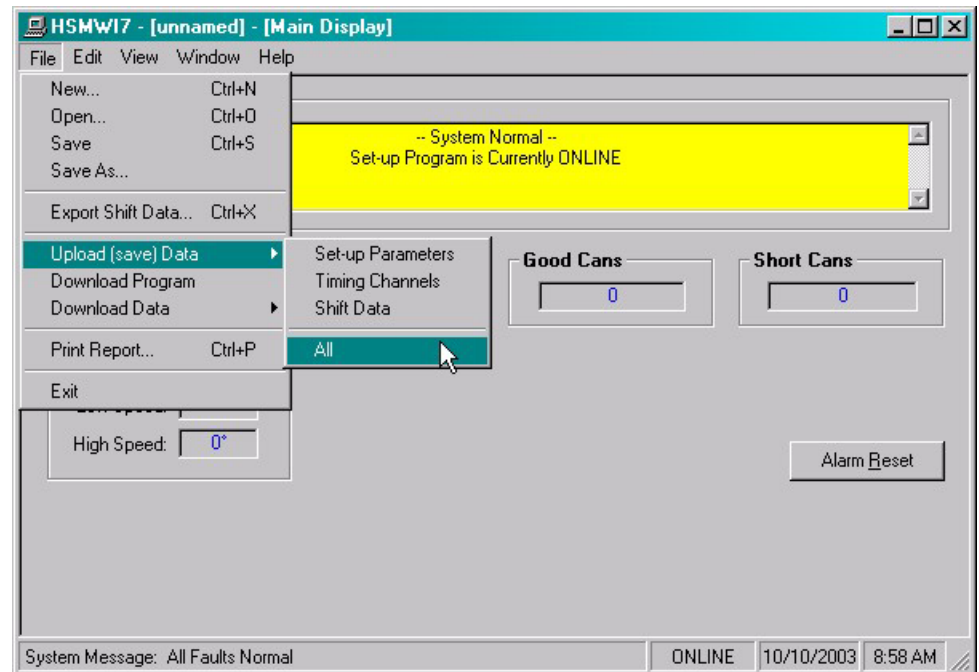 HSMWI7 - [unnamed] - [Main Display]
File Edit View Window Help
New... Ctrl+N
Open... Ctrl+O
Save Ctrl+S
Save As...
Export Shift Data... Ctrl+X
Upload (save) Data
Download Program
Download Data
Print Report... Ctrl+P
Exit
Set-up Parameters
Timing Channels
Shift Data
All
-- System Normal --
Set-up Program is Currently ONLINE
Good Cans
0
Short Cans
0
High Speed: 0°
Alarm Reset
System Message: All Faults Normal ONLINE 10/10/2003 8:58 AM